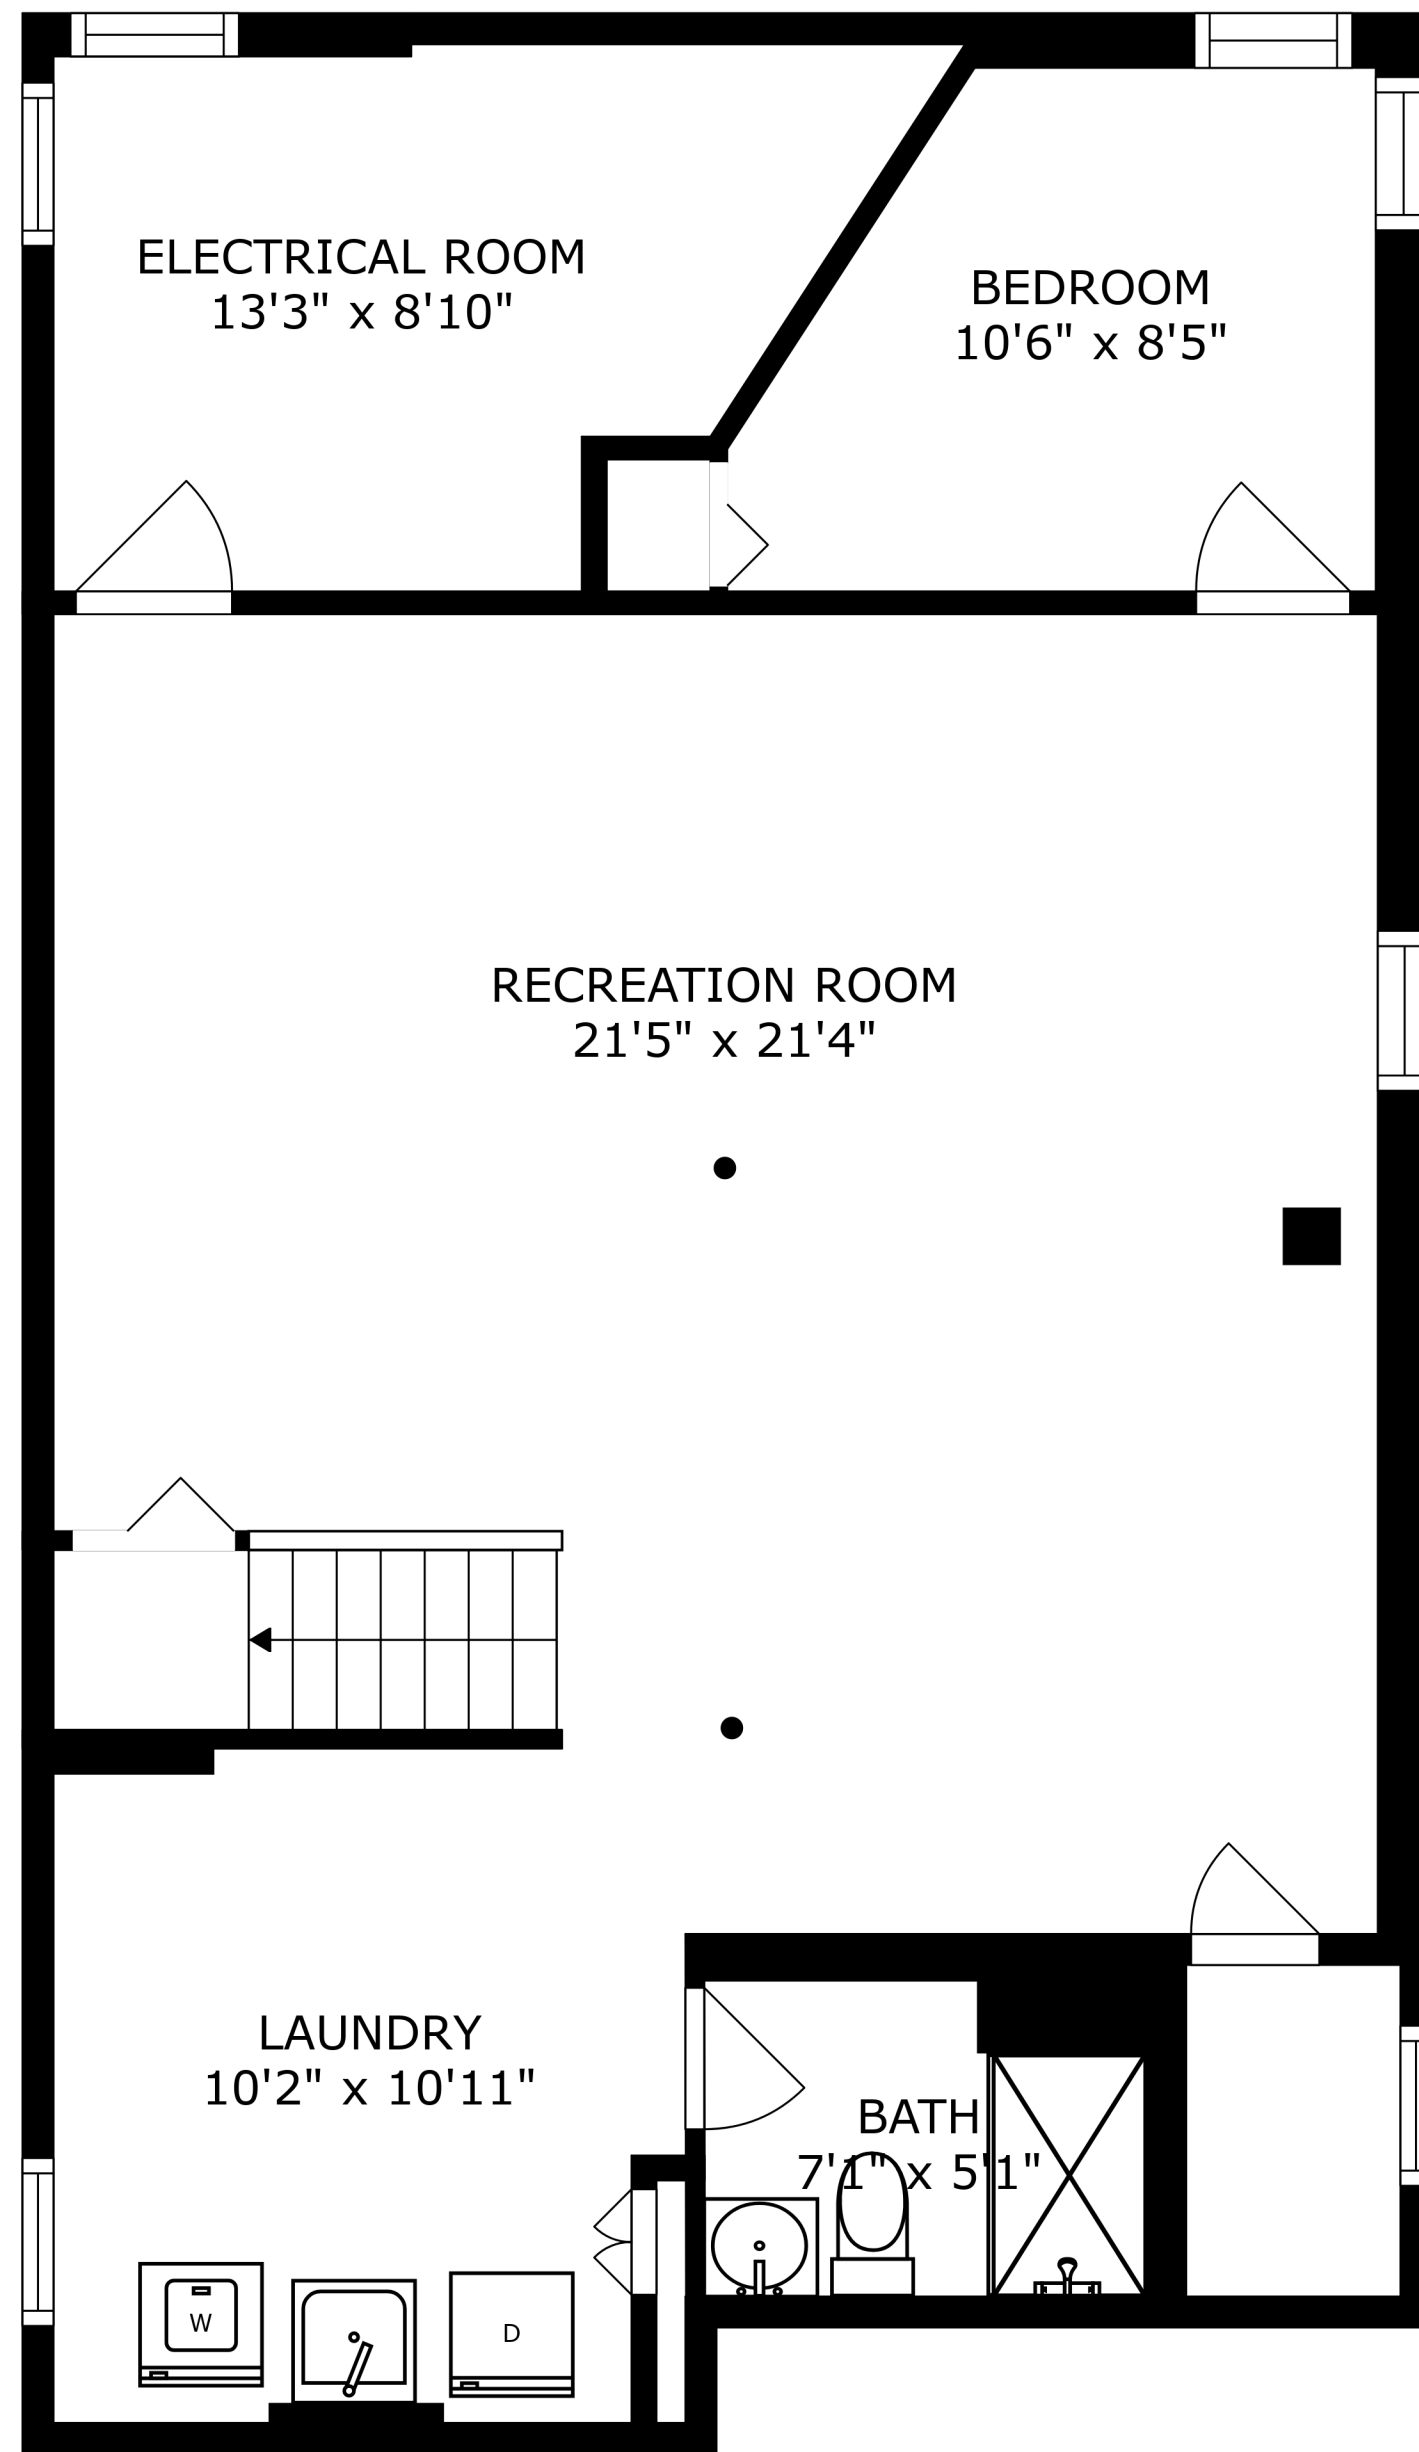 ELECTRICAL ROOM
13'3" x 8'10"
BEDROOM
10'6" x 8'5"
RECREATION ROOM
21'5" x 21'4"
LAUNDRY
10'2" x 10'11"
BATH
7'1" x 5'1"
W
D